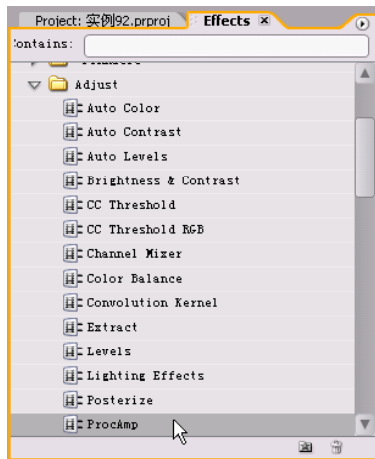 Project: 实例92.prproj Effects ×
ontains:
Adjust
Auto Color
Auto Contrast
Auto Levels
Brightness & Contrast
CC Threshold
CC Threshold RGB
Channel Mixer
Color Balance
Convolution Kernel
Extract
Levels
Lighting Effects
Posterize
ProcAmp